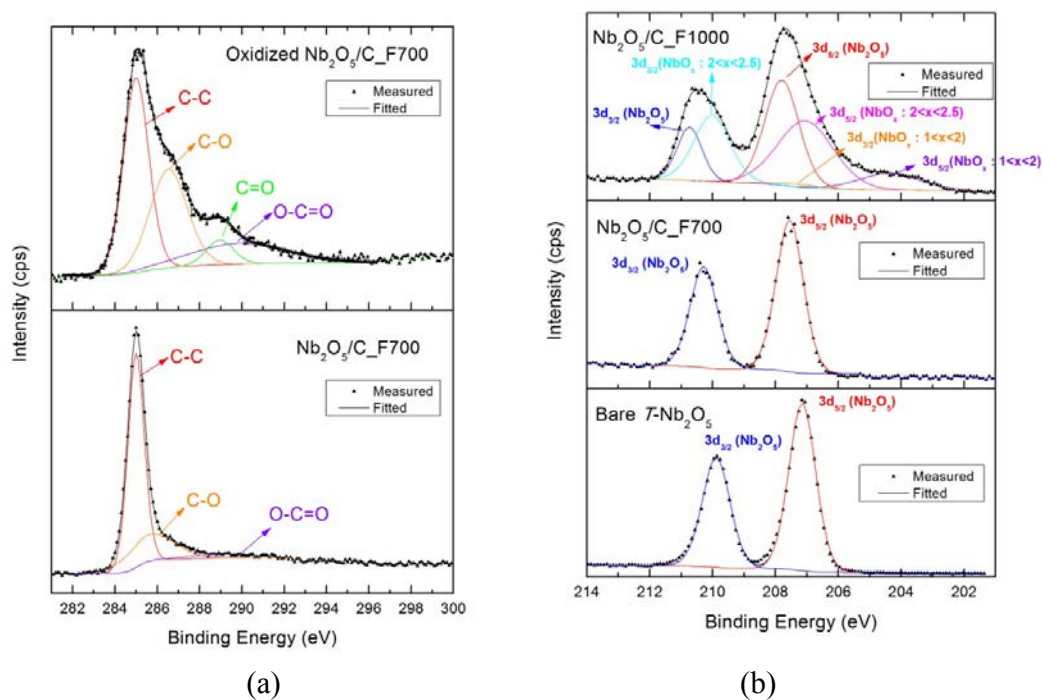 Oxidized Nb₂O₅/C_F700
Measured
Fitted
C-C
C-O
C=O
O-C=O
Nb₂O₅/C_F700
Measured
Fitted
C-C
C-O
O-C=O
Intensity (cps)
282 284 286 288 290 292 294 296 298 300
Binding Energy (eV)
(a)
Nb₂O₅/C_F1000
3d₃/₂(NbOₓ : 2<x<2.5)
3d₅/₂(Nb₂O₅)
Measured
Fitted
3d₃/₂ (Nb₂O₅)
3d₅/₂ (NbOₓ : 2<x<2.5)
3d₃/₂(NbOₓ : 1<x<2)
3d₅/₂(NbOₓ : 1<x<2)
Nb₂O₅/C_F700
3d₅/₂ (Nb₂O₅)
3d₃/₂ (Nb₂O₅)
Measured
Fitted
Bare T-Nb₂O₅
3d₅/₂ (Nb₂O₅)
3d₃/₂ (Nb₂O₅)
Measured
Fitted
Intensity (cps)
214 212 210 208 206 204 202
Binding Energy (eV)
(b)